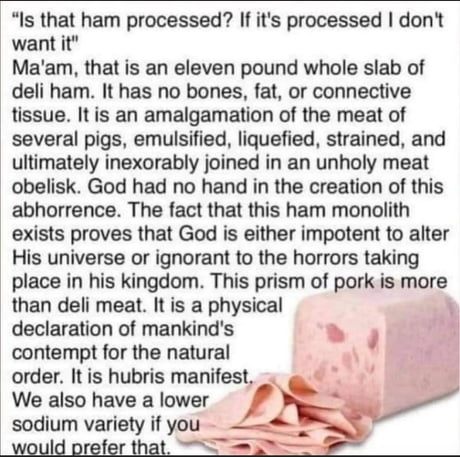 “Is that ham processed? If it's processed I don't
want it"
Ma'am, that is an eleven pound whole slab of
deli ham. It has no bones, fat, or connective
tissue. It is an amalgamation of the meat of
several pigs, emulsified, liquefied, strained, and
ultimately inexorably joined in an unholy meat
obelisk. God had no hand in the creation of this
abhorrence. The fact that this ham monolith
exists proves that God is either impotent to alter
His universe or ignorant to the horrors taking
place in his kingdom. This prism of pork is more
than deli meat. It is a physical
declaration of mankind's
contempt for the natural
order. It is hubris manifest.
We also have a lower
sodium variety if you
would prefer that.